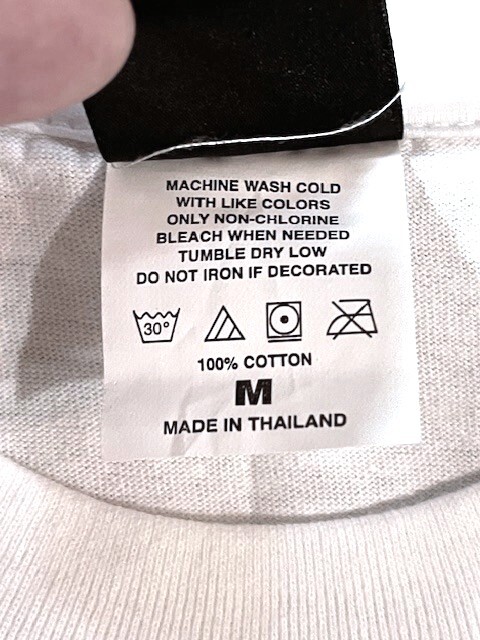 MACHINE WASH COLD
WITH LIKE COLORS
ONLY NON-CHLORINE
BLEACH WHEN NEEDED
TUMBLE DRY LOW
DO NOT IRON IF DECORATED
30°
100% COTTON
M
MADE IN THAILAND